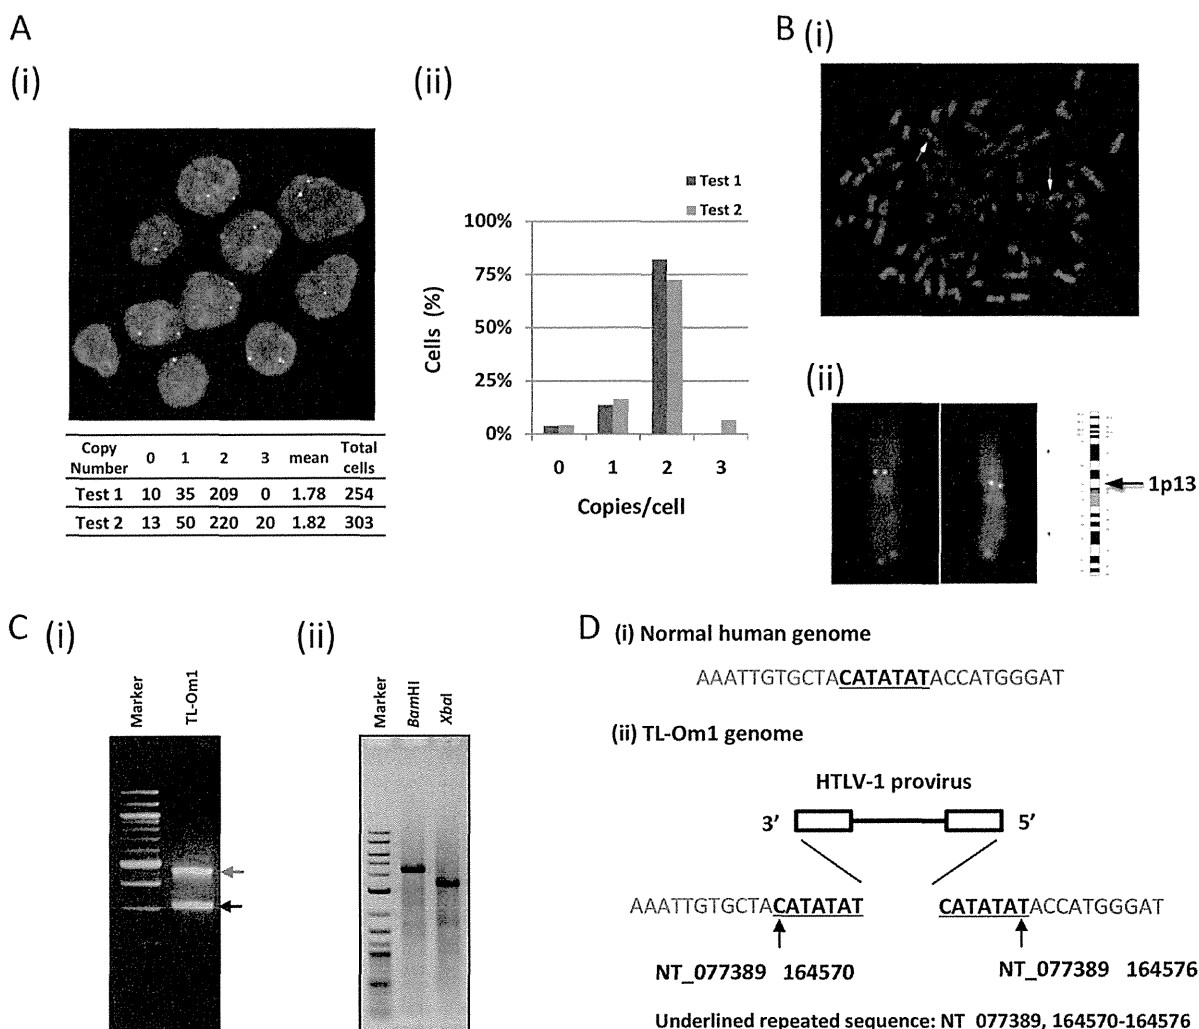 A
(i)
Copy Number 0 1 2 3 mean Total cells
Test 1 10 35 209 0 1.78 254
Test 2 13 50 220 20 1.82 303
(ii)
Test 1
Test 2
100%
75%
50%
25%
0%
Cells (%)
0 1 2 3
Copies/cell
B
(i)
(ii)
1p13
C
(i)
Marker
TL-Om1
(ii)
Marker
BamHI
XbaI
D
(i) Normal human genome
AAATTGTGCTACATATATACCATGGGAT
(ii) TL-Om1 genome
HTLV-1 provirus
3' 5'
AAATTGTGCTACATATAT CATATATACCATGGGAT
NT_077389 164570 NT_077389 164576
Underlined repeated sequence: NT_077389, 164570-164576